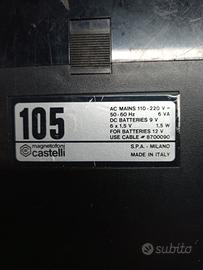 105
magnetofoni
castelli
AC MAINS 110-220 V =
50-60 Hz 6 VA
DC BATTERIES 9 V
6 x 1,5 V 1,5 W
FOR BATTERIES 12 V
USE CABLE # 8700090
S.P.A. - MILANO
MADE IN ITALY
subito